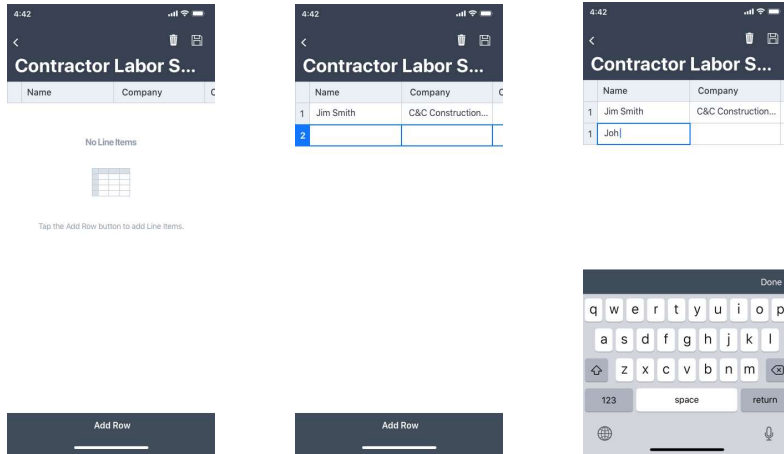 4:42
Contractor Labor S...
Name Company C
No Line Items
Tap the Add Row button to add Line Items.
Add Row
4:42
Contractor Labor S...
Name Company C
1 Jim Smith C&C Construction...
2
Add Row
4:42
Contractor Labor S...
Name Company
1 Jim Smith C&C Construction...
1 Joh
Done
q w e r t y u i o p
a s d f g h j k l
z x c v b n m
123 space return